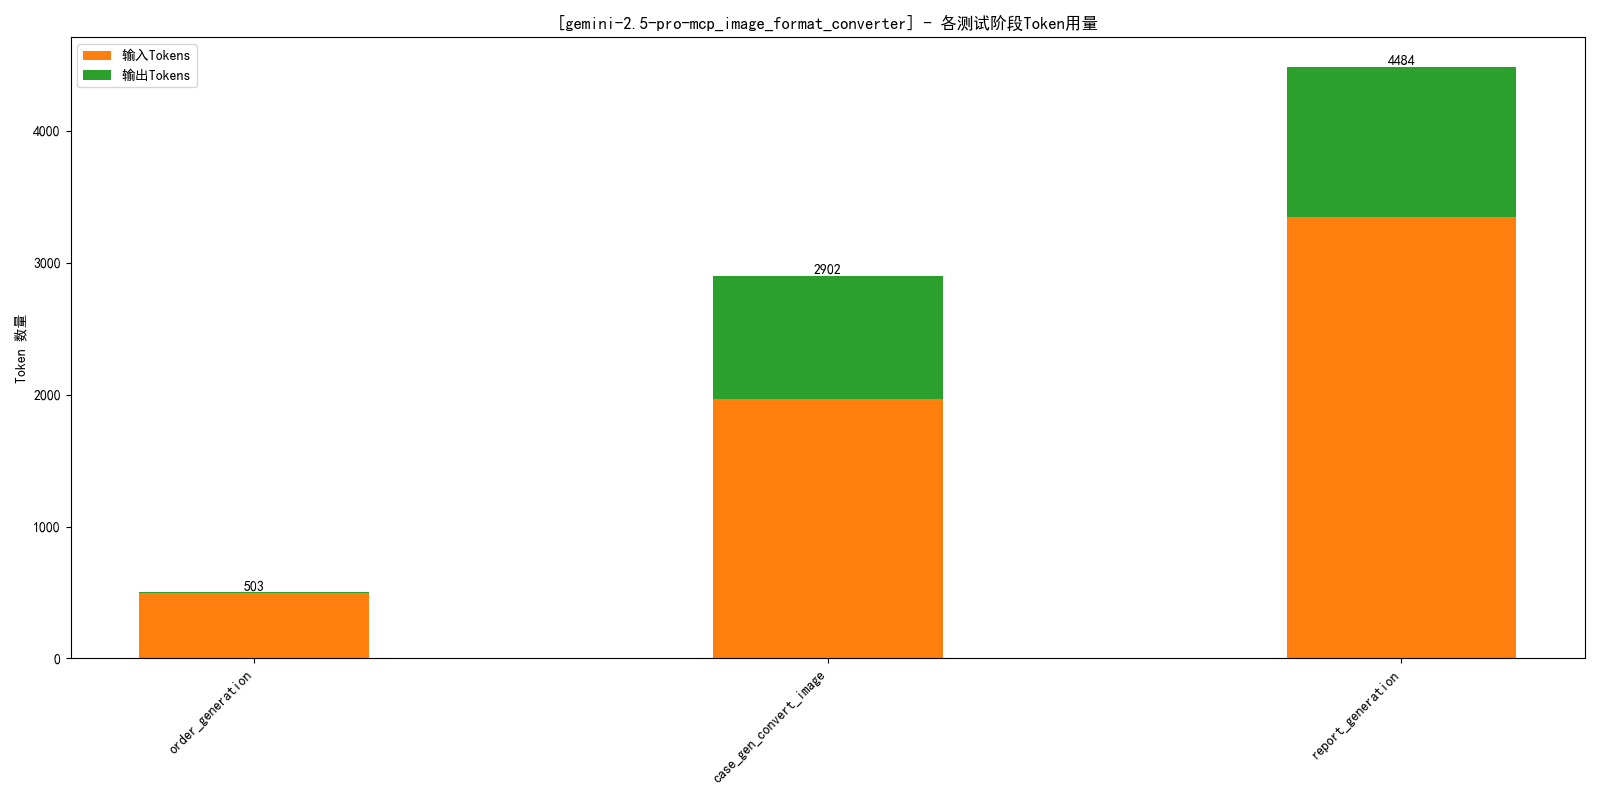 [gemini-2.5-pro-mcp_image_format_converter] - 各测试阶段Token用量
输入Tokens
输出Tokens
4484
2902
503
Token 数量
4000
3000
2000
1000
0
order_generation
case_gen_convert_image
report_generation